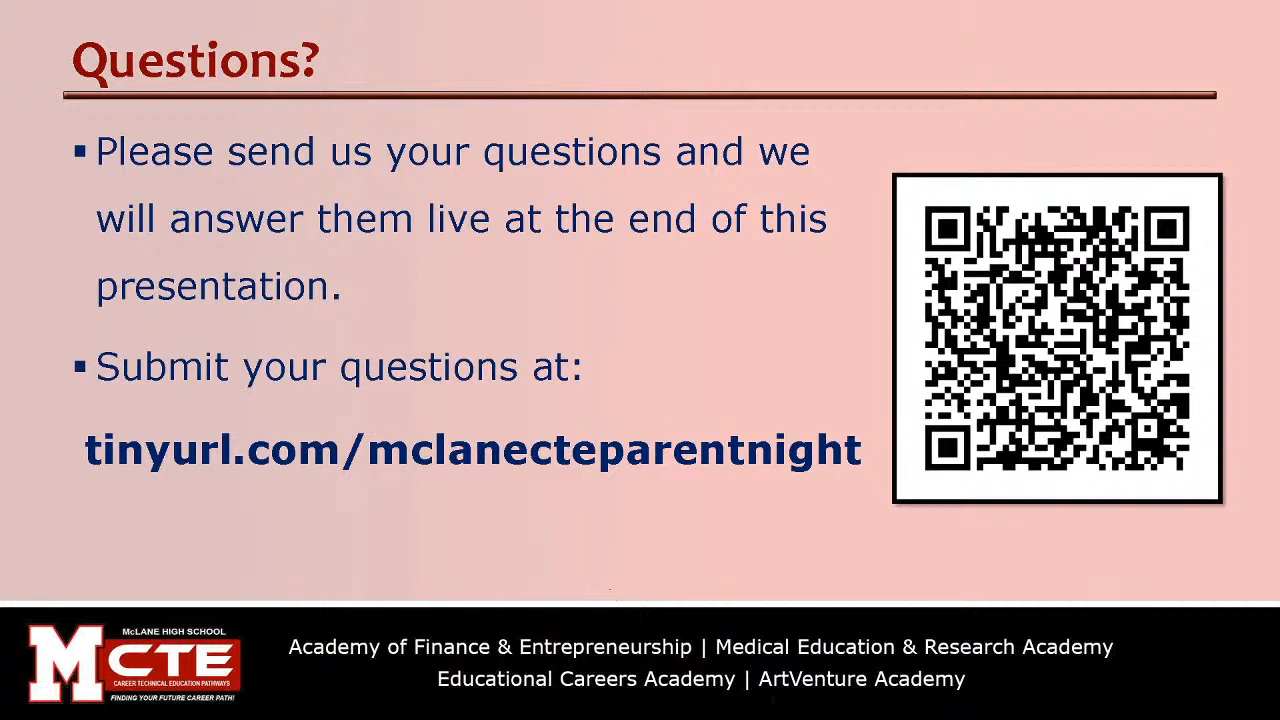 Questions?
▪ Please send us your questions and we
will answer them live at the end of this
presentation.
▪ Submit your questions at:
tinyurl.com/mclanecteparentnight
McLANE HIGH SCHOOL
M CTE
CAREER TECHNICAL EDUCATION PATHWAYS
FINDING YOUR FUTURE CAREER PATH!
Academy of Finance & Entrepreneurship | Medical Education & Research Academy
Educational Careers Academy | ArtVenture Academy